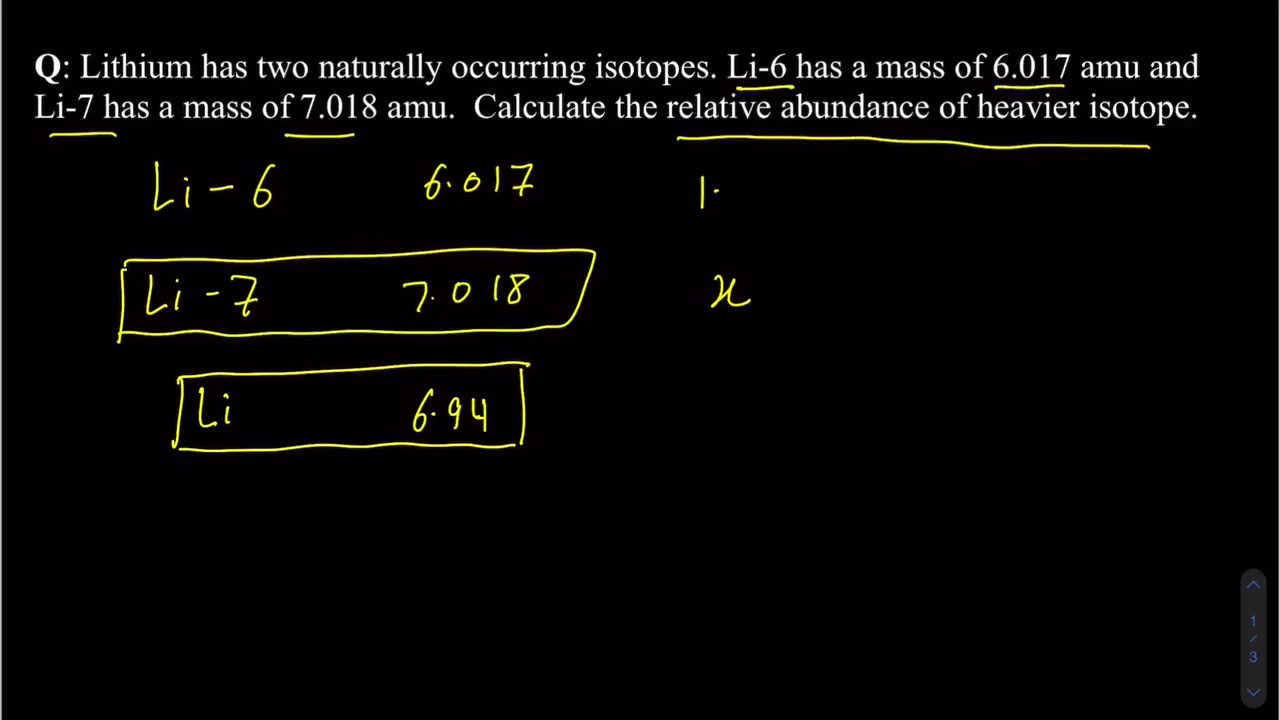 Q: Lithium has two naturally occurring isotopes. Li-6 has a mass of 6.017 amu and
Li-7 has a mass of 7.018 amu. Calculate the relative abundance of heavier isotope.
Li - 6 6.017 1.
Li - 7 7.018 x
Li 6.94
1
/
3